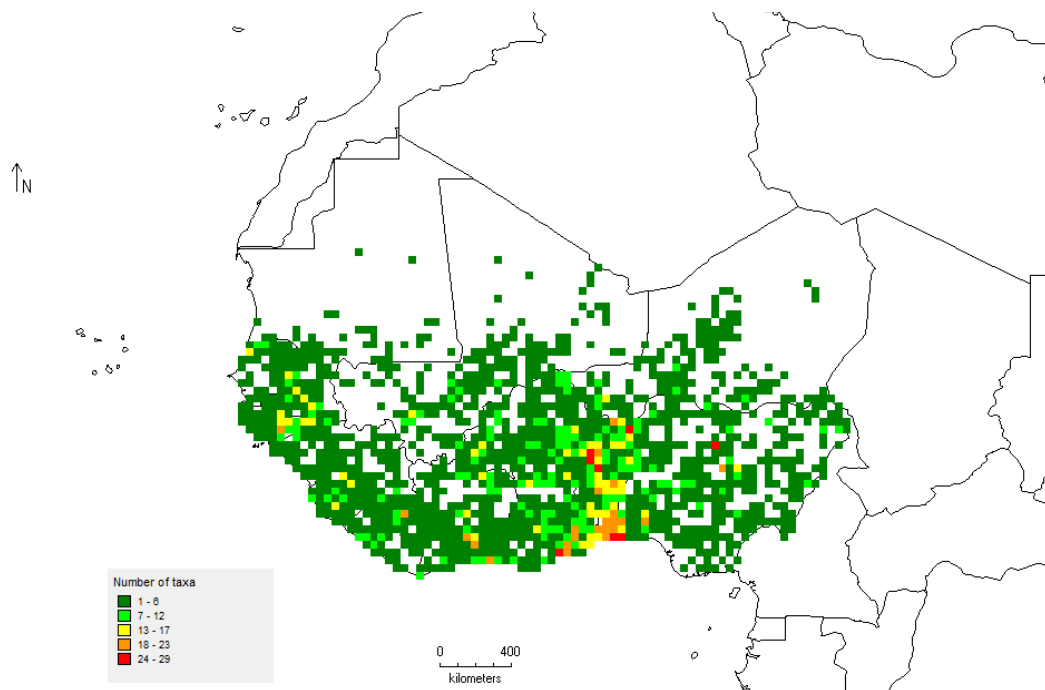 N
Number of taxa
1 - 6
7 - 12
13 - 17
18 - 23
24 - 29
0 400
kilometers